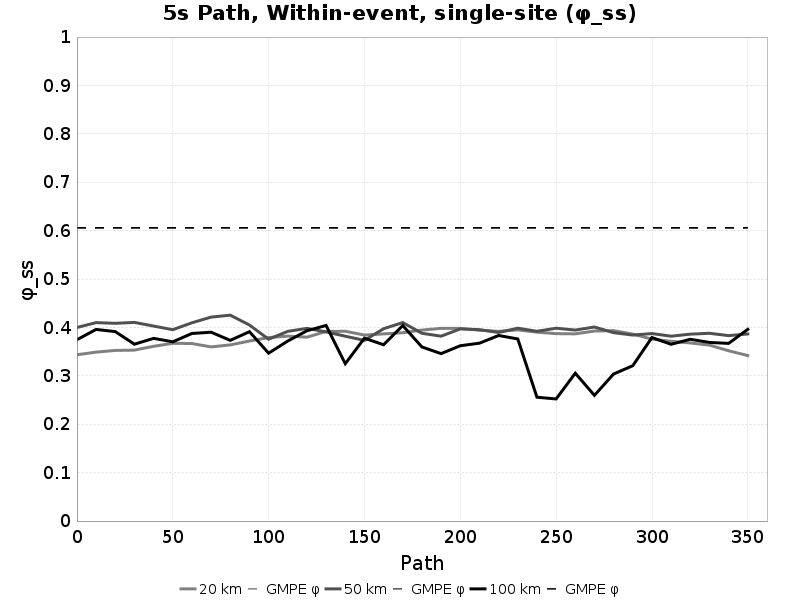 5s Path, Within-event, single-site (φ_ss)
1
0.9
0.8
0.7
0.6
0.5
0.4
0.3
0.2
0.1
0
φ_ss
0 50 100 150 200 250 300 350
Path
20 km GMPE φ 50 km GMPE φ 100 km GMPE φ